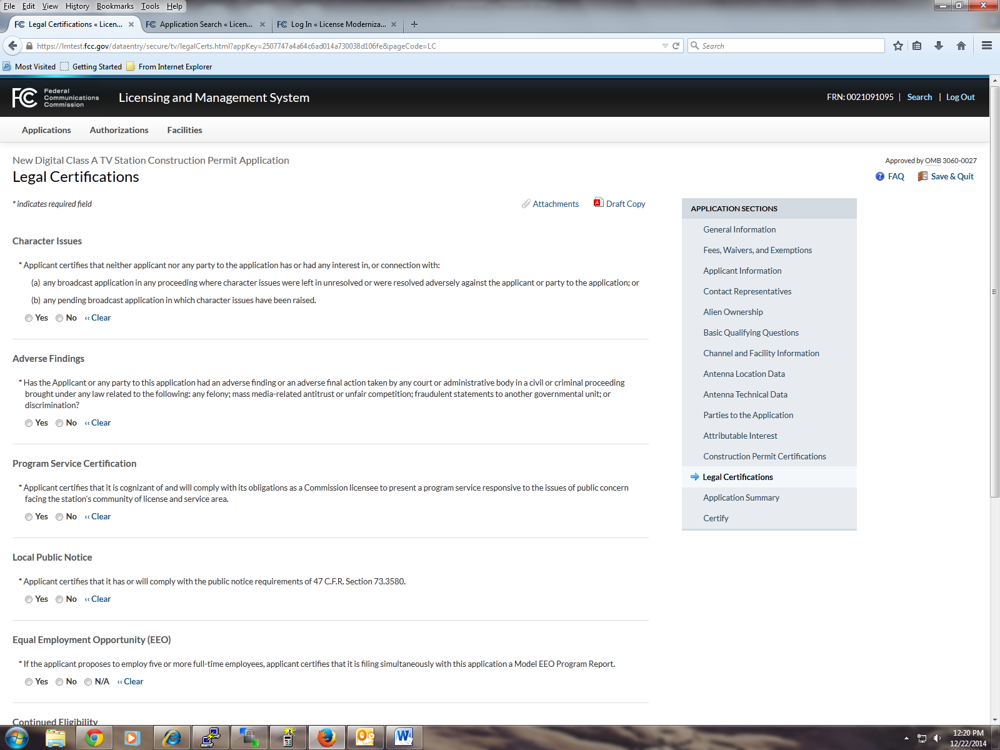 File Edit View History Bookmarks Tools Help
Legal Certifications « Licen... × Application Search « Licen... × Log In « License Moderniza... × +
https://lmtest.fcc.gov/dataentry/secure/tv/legalCerts.html?appKey=2507747a4a64c6ad014a730038d106fe&pageCode=LC Search
Most Visited Getting Started From Internet Explorer
FCC Federal Communications Commission
Licensing and Management System
FRN: 0021091095 | Search | Log Out
Applications Authorizations Facilities
New Digital Class A TV Station Construction Permit Application
Approved by OMB 3060-0027
Legal Certifications
FAQ Save & Quit
* indicates required field
Attachments Draft Copy
Character Issues
* Applicant certifies that neither applicant nor any party to the application has or had any interest in, or connection with:
(a) any broadcast application in any proceeding where character issues were left in unresolved or were resolved adversely against the applicant or party to the application; or
(b) any pending broadcast application in which character issues have been raised.
Yes No ‹‹ Clear
Adverse Findings
* Has the Applicant or any party to this application had an adverse finding or an adverse final action taken by any court or administrative body in a civil or criminal proceeding
brought under any law related to the following: any felony; mass media-related antitrust or unfair competition; fraudulent statements to another governmental unit; or
discrimination?
Yes No ‹‹ Clear
Program Service Certification
* Applicant certifies that it is cognizant of and will comply with its obligations as a Commission licensee to present a program service responsive to the issues of public concern
facing the station's community of license and service area.
Yes No ‹‹ Clear
Local Public Notice
* Applicant certifies that it has or will comply with the public notice requirements of 47 C.F.R. Section 73.3580.
Yes No ‹‹ Clear
Equal Employment Opportunity (EEO)
* If the applicant proposes to employ five or more full-time employees, applicant certifies that it is filing simultaneously with this application a Model EEO Program Report.
Yes No N/A ‹‹ Clear
Continued Eligibility
APPLICATION SECTIONS
General Information
Fees, Waivers, and Exemptions
Applicant Information
Contact Representatives
Alien Ownership
Basic Qualifying Questions
Channel and Facility Information
Antenna Location Data
Antenna Technical Data
Parties to the Application
Attributable Interest
Construction Permit Certifications
Legal Certifications
Application Summary
Certify
12:20 PM
12/22/2014